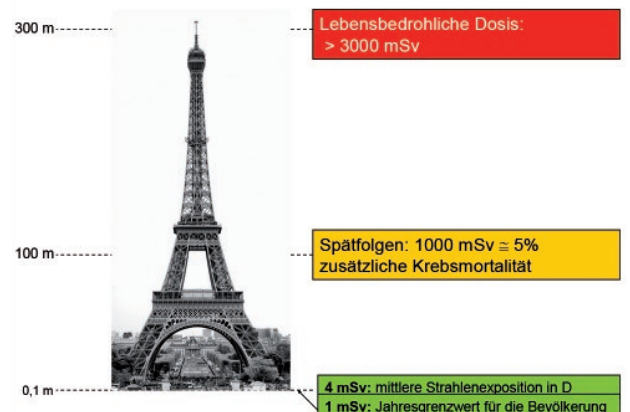 300 m
Lebensbedrohliche Dosis:
> 3000 mSv
100 m
Spätfolgen: 1000 mSv ≅ 5%
zusätzliche Krebsmortalität
0,1 m
4 mSv: mittlere Strahlenexposition in D
1 mSv: Jahresgrenzwert für die Bevölkerung